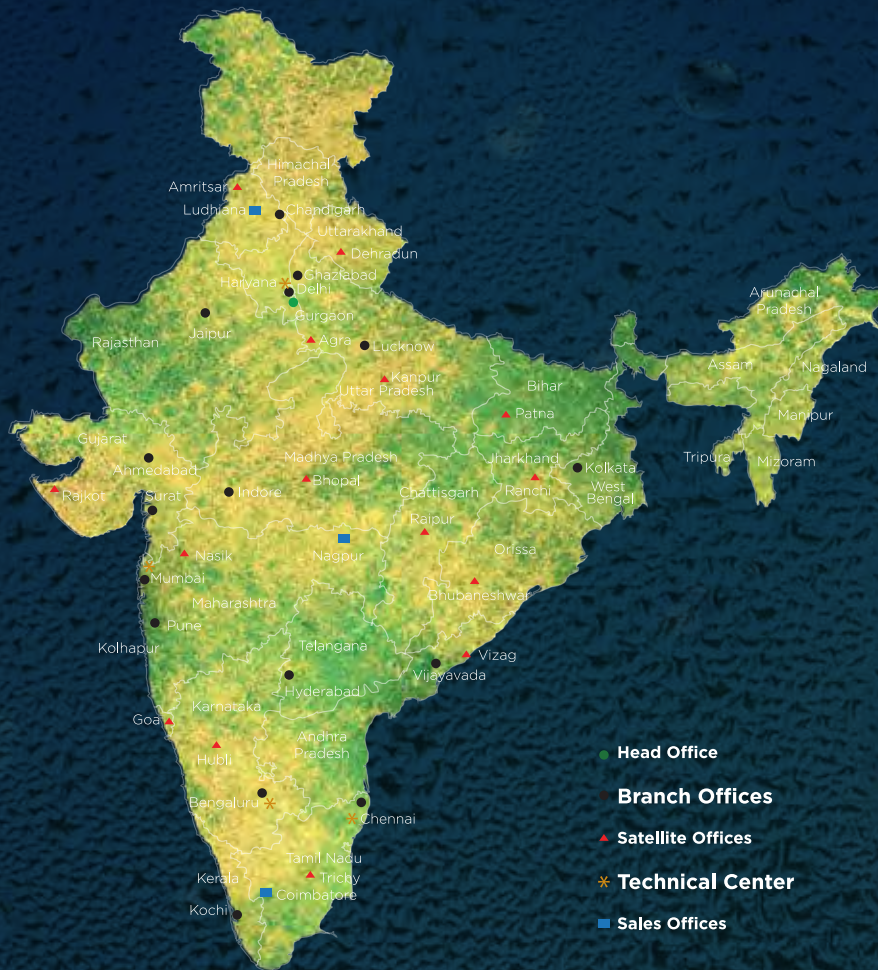 Himachal
Pradesh
Amritsar
Ludhiana
Chandigarh
Uttarakhand
Dehradun
Ghaziabad
Haryana
Delhi
Gurgaon
Jaipur
Rajasthan
Agra
Lucknow
Kanpur
Uttar Pradesh
Bihar
Patna
Arunachal
Pradesh
Assam
Nagaland
Manipur
Tripura
Mizoram
Gujarat
Ahmedabad
Madhya Pradesh
Bhopal
Jharkhand
Ranchi
Kolkata
West
Bengal
Rajkot
Surat
Indore
Chattisgarh
Raipur
Nagpur
Orissa
Nasik
Mumbai
Bhubaneshwar
Maharashtra
Pune
Kolhapur
Telangana
Vizag
Vijayavada
Hyderabad
Karnataka
Goa
Andhra
Pradesh
Hubli
Bengaluru
Chennai
Tamil Nadu
Trichy
Kerala
Coimbatore
Kochi
Head Office
Branch Offices
Satellite Offices
Technical Center
Sales Offices